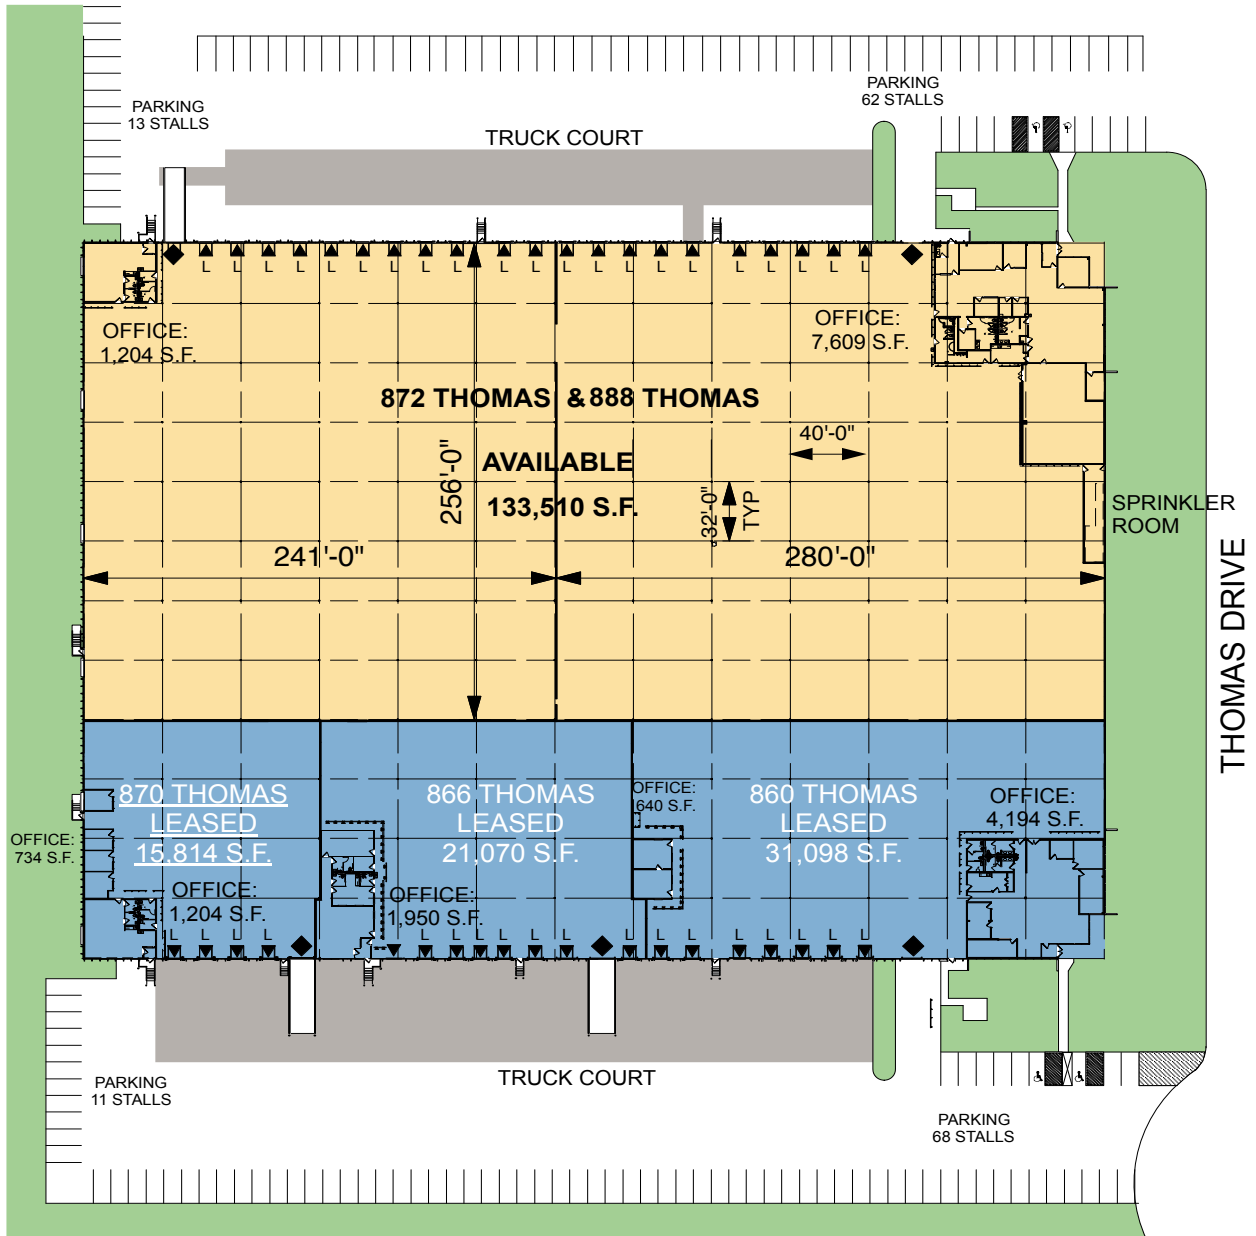 PARKING
13 STALLS
PARKING
62 STALLS
TRUCK COURT
L L L L L L L L L L L L L L L L L L L L
OFFICE:
1,204 S.F.
OFFICE:
7,609 S.F.
872 THOMAS & 888 THOMAS
AVAILABLE
133,510 S.F.
256'-0"
40'-0"
32'-0"
TYP
241'-0"
280'-0"
SPRINKLER
ROOM
THOMAS DRIVE
870 THOMAS
LEASED
15,814 S.F.
866 THOMAS
LEASED
21,070 S.F.
OFFICE:
640 S.F.
860 THOMAS
LEASED
31,098 S.F.
OFFICE:
4,194 S.F.
OFFICE:
734 S.F.
OFFICE:
1,204 S.F.
OFFICE:
1,950 S.F.
L L L L L L L L L L L L L L L L L
TRUCK COURT
PARKING
11 STALLS
PARKING
68 STALLS